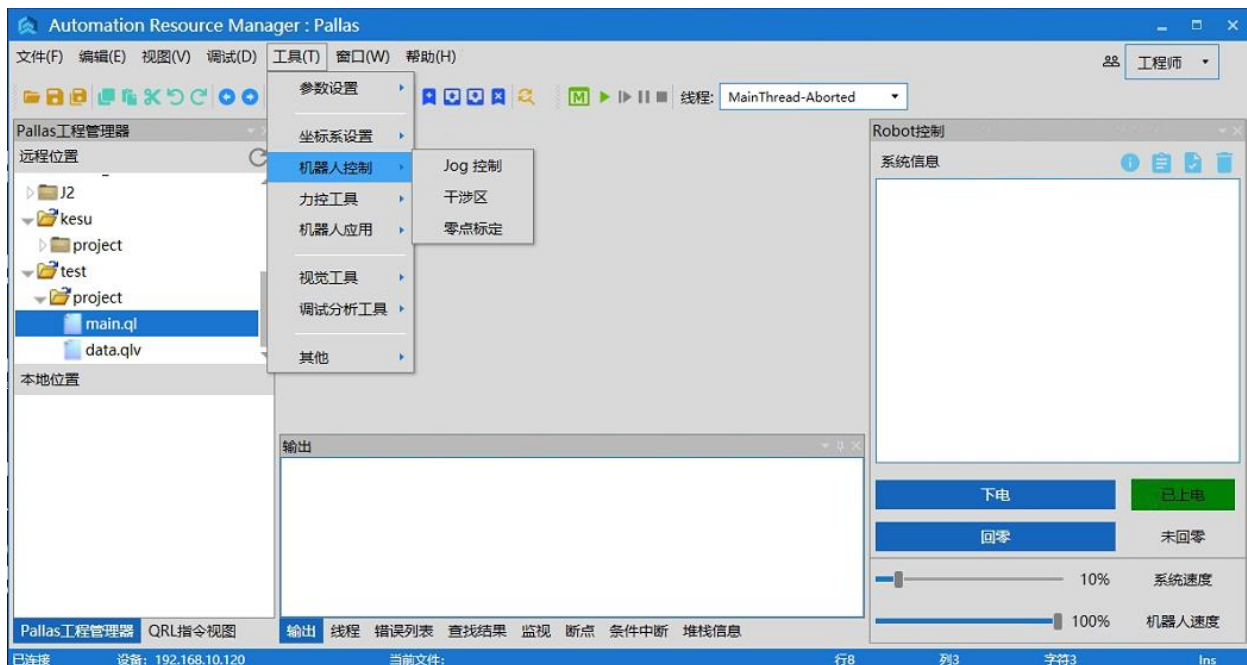 Automation Resource Manager : Pallas
文件(F) 编辑(E) 视图(V) 调试(D) 工具(T) 窗口(W) 帮助(H)
工程师
线程: MainThread-Aborted
参数设置
坐标系设置
机器人控制
力控工具
机器人应用
视觉工具
调试分析工具
其他
Jog 控制
干涉区
零点标定
Pallas工程管理器
远程位置
J2
kesu
project
test
project
main.ql
data.qlv
本地位置
Pallas工程管理器 QRL指令视图
输出
输出 线程 错误列表 查找结果 监视 断点 条件中断 堆栈信息
Robot控制
系统信息
下电 已上电
回零 未回零
10% 系统速度
100% 机器人速度
已连接 设备: 192.168.10.120 当前文件: 行8 列3 字符3 Ins